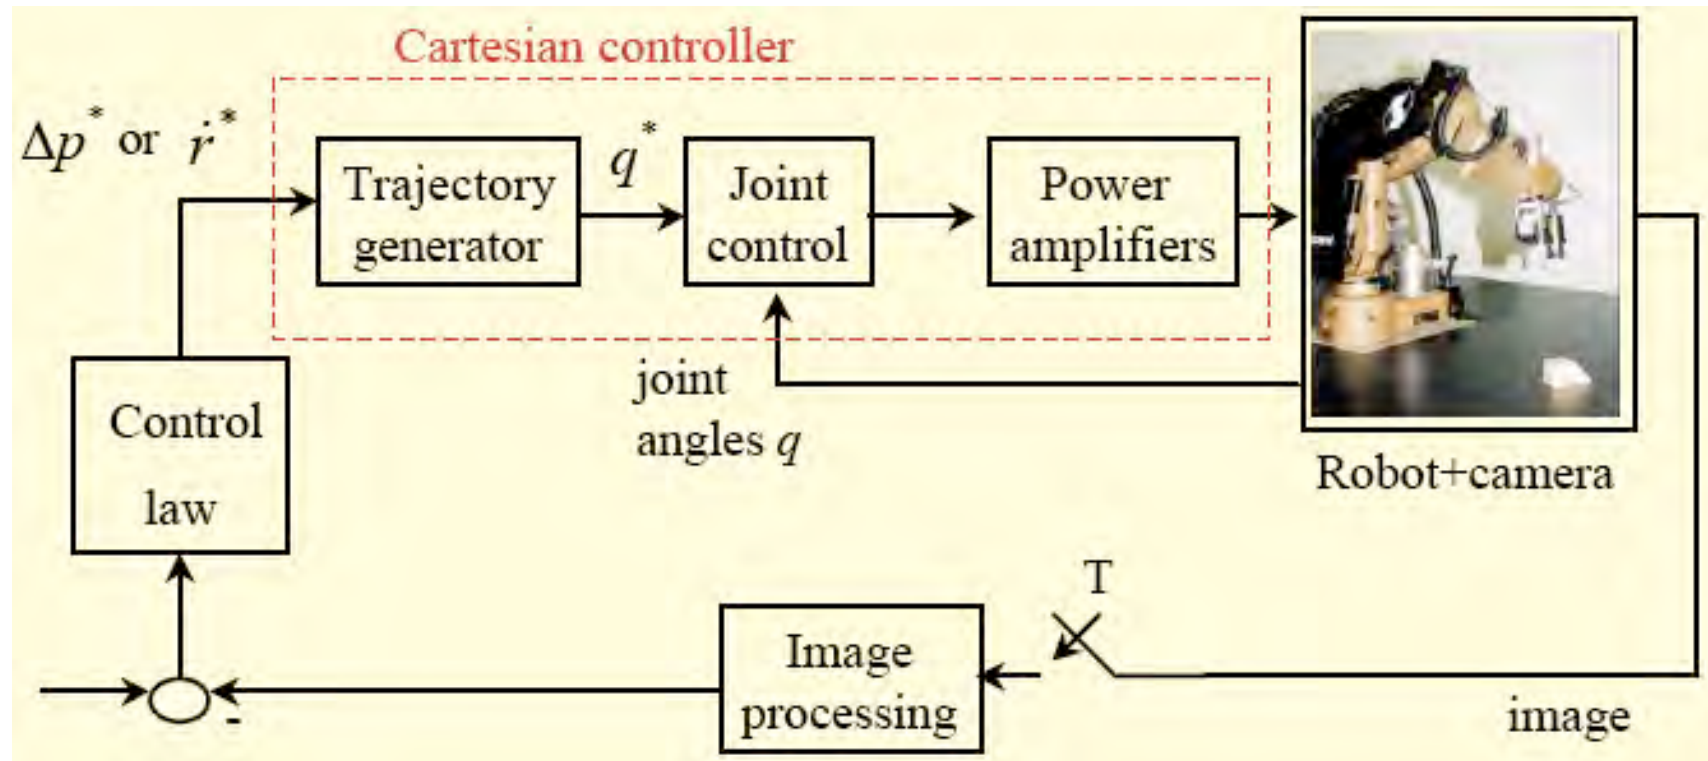 Cartesian controller
Δp* or ṙ*
Trajectory
generator
q*
Joint
control
Power
amplifiers
joint
angles q
Robot+camera
Control
law
T
Image
processing
image
-